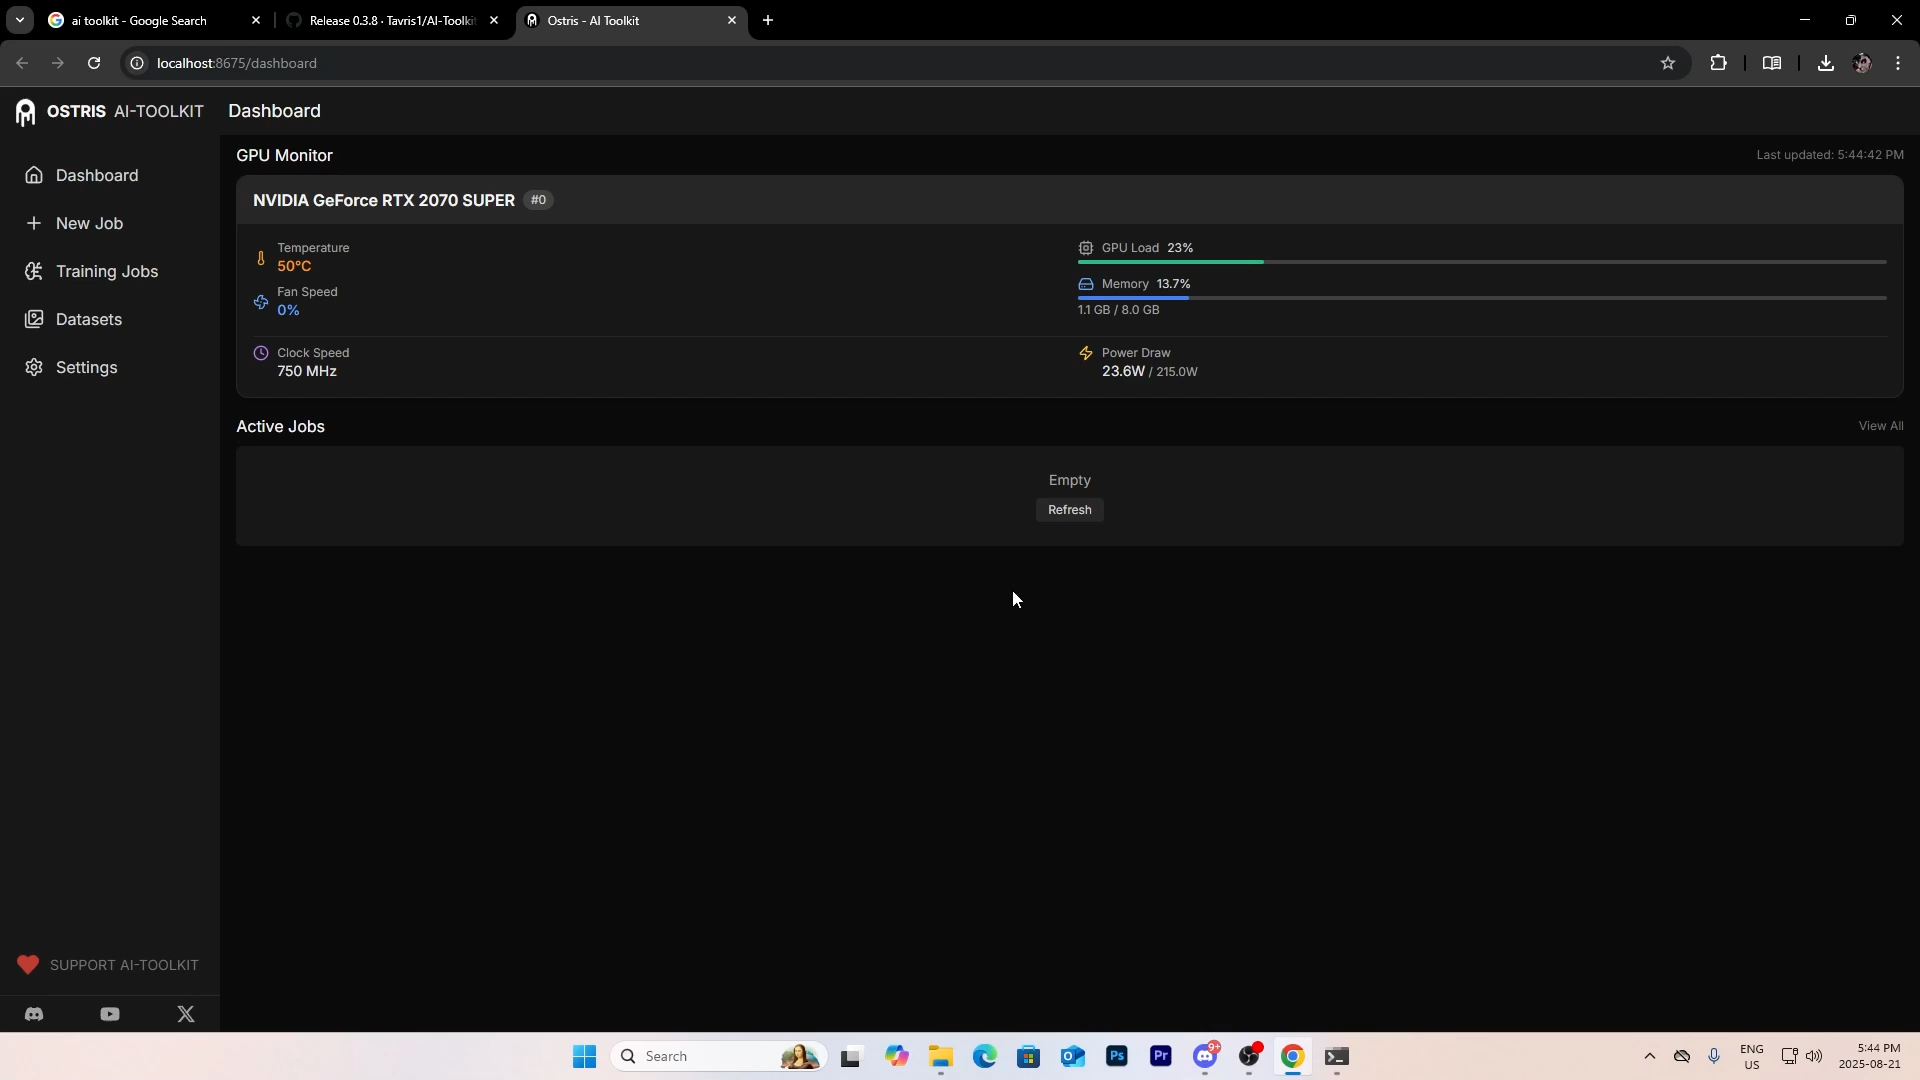 ai toolkit - Google Search
Release 0.3.8 · Tavris1/AI-Toolki
Ostris - AI Toolkit
localhost:8675/dashboard
OSTRIS AI-TOOLKIT
Dashboard
Dashboard
New Job
Training Jobs
Datasets
Settings
GPU Monitor
Last updated: 5:44:42 PM
NVIDIA GeForce RTX 2070 SUPER #0
Temperature
50°C
Fan Speed
0%
GPU Load 23%
Memory 13.7%
1.1 GB / 8.0 GB
Clock Speed
750 MHz
Power Draw
23.6W / 215.0W
Active Jobs
View All
Empty
Refresh
SUPPORT AI-TOOLKIT
Search
Ps
Pr
9+
ENG
US
5:44 PM
2025-08-21